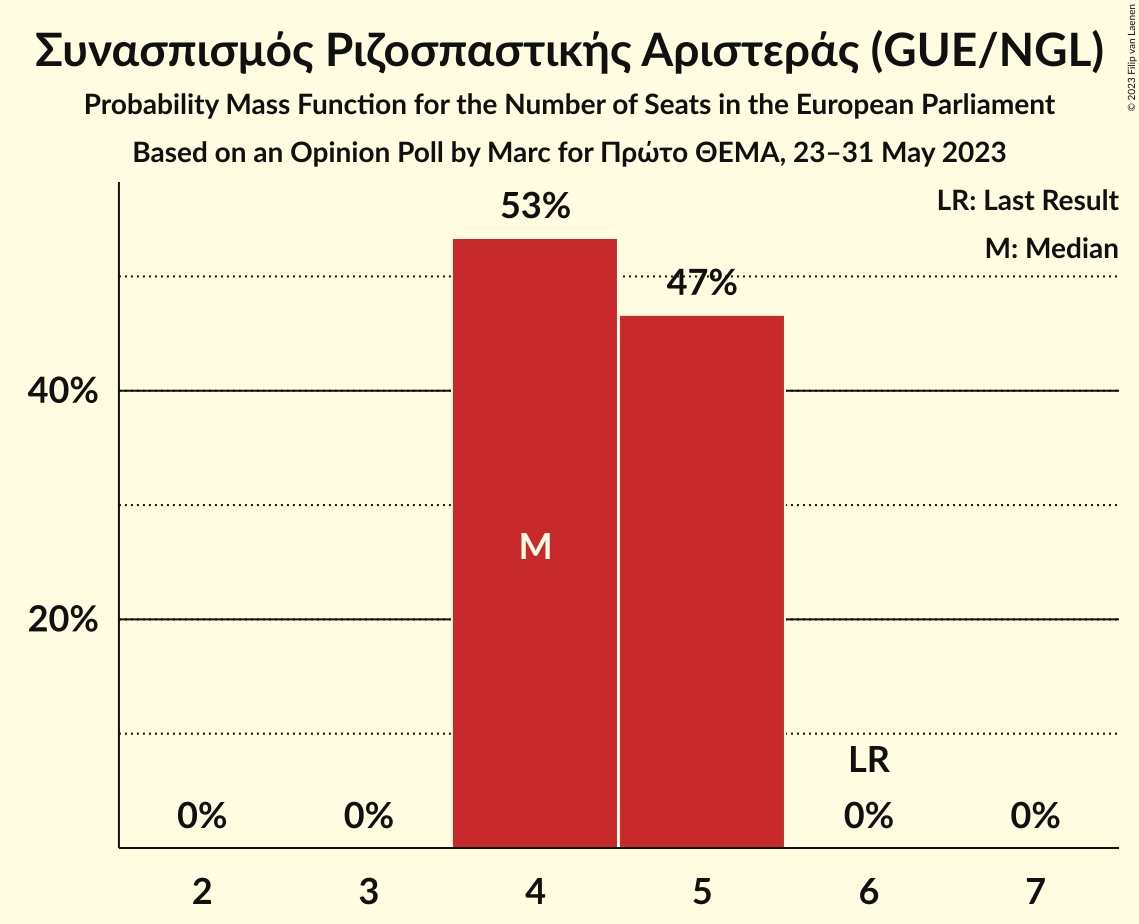 Συνασπισμός Ριζοσπαστικής Αριστεράς (GUE/NGL)
Probability Mass Function for the Number of Seats in the European Parliament
Based on an Opinion Poll by Marc for Πρώτο ΘΕΜΑ, 23–31 May 2023
© 2023 Filip van Laenen
LR: Last Result
M: Median
53%
47%
40%
M
20%
LR
0% 0% 0% 0%
2 3 4 5 6 7